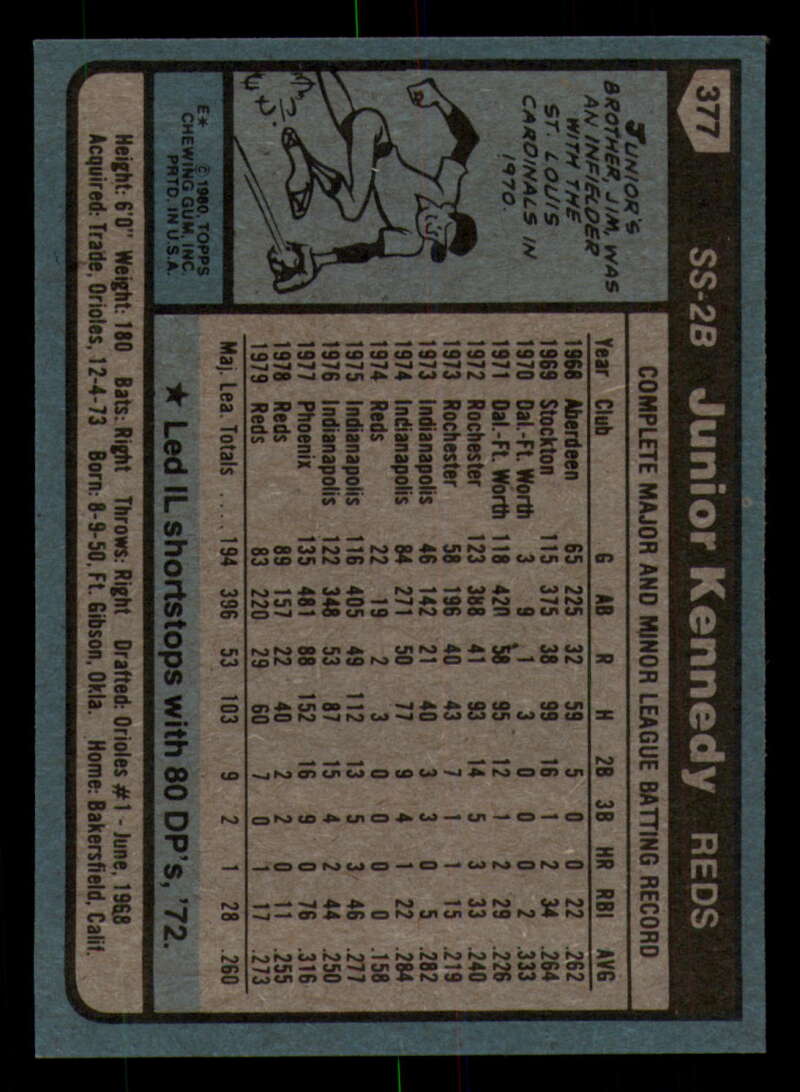 377 SS-2B Junior Kennedy REDS
JUNIOR'S
BROTHER, JIM, WAS
AN INFIELDER
WITH THE
ST. LOUIS
CARDINALS IN
1970.
E* © 1980, TOPPS
CHEWING GUM, INC.
PRTD. IN U.S.A.
COMPLETE MAJOR AND MINOR LEAGUE BATTING RECORD
Year Club G AB R H 2B 3B HR RBI AVG
1968 Aberdeen 65 225 32 59 5 0 0 22 .262
1969 Stockton 115 375 38 99 16 1 2 34 .264
1970 Dal.-Ft. Worth 3 9 1 3 0 0 0 2 .333
1971 Dal.-Ft. Worth 118 420 58 95 12 1 2 29 .226
1972 Rochester 123 388 41 93 14 5 3 33 .240
1973 Rochester 58 196 40 43 7 1 1 15 .219
1973 Indianapolis 46 142 21 40 3 3 0 5 .282
1974 Indianapolis 84 271 50 77 9 4 1 22 .284
1974 Reds 22 19 2 3 0 0 0 0 .158
1975 Indianapolis 116 405 49 112 13 5 3 46 .277
1976 Indianapolis 122 348 53 87 15 4 2 44 .250
1977 Phoenix 135 481 88 152 16 9 0 76 .316
1978 Reds 89 157 22 40 2 2 0 11 .255
1979 Reds 83 220 29 60 7 0 1 17 .273
Maj. Lea. Totals .... 194 396 53 103 9 2 1 28 .260
★ Led IL shortstops with 80 DP's, '72.
Height: 6'0" Weight: 180 Bats: Right Throws: Right Drafted: Orioles #1 - June, 1968
Acquired: Trade, Orioles, 12-4-73 Born: 8-9-50, Ft. Gibson, Okla. Home: Bakersfield, Calif.